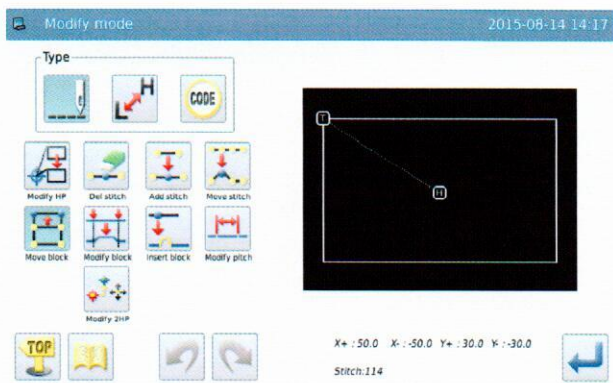 Modify mode 2015-08-14 14:17
Type
L H CODE
Modify HP Del stitch Add stitch Move stitch
Move block Modify block Insert block Modify pitch
Modify 2HP
T
H
TOP
X+ : 50.0 X- : -50.0 Y+ : 30.0 Y- : -30.0
Stitch:114